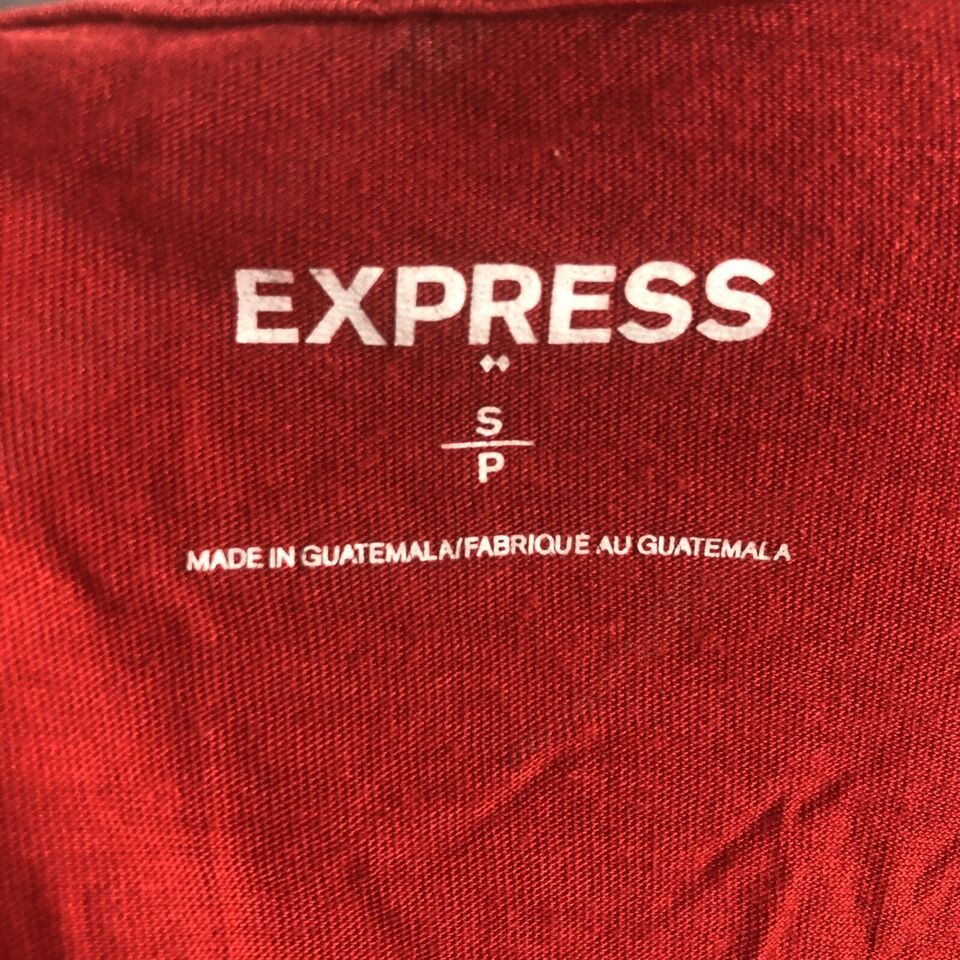 EXPRESS
S
P
MADE IN GUATEMALA/FABRIQUÉ AU GUATEMALA